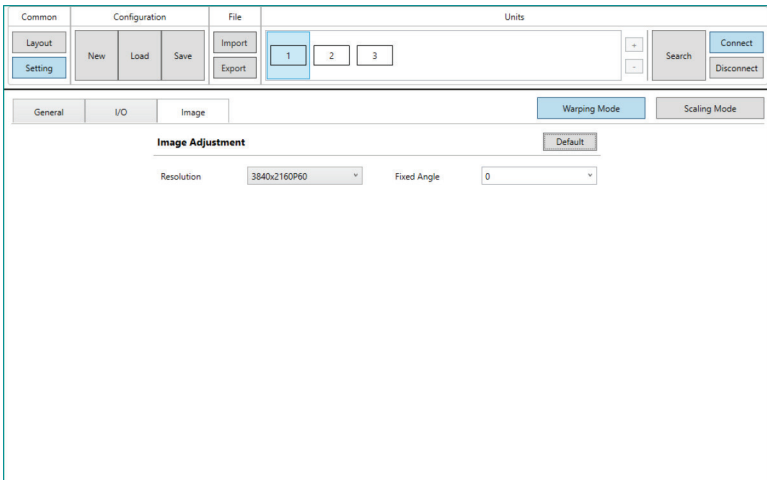 Common Configuration File Units
Layout New Load Save Import 1 2 3 + Search Connect
Setting Export - Disconnect
General I/O Image Warping Mode Scaling Mode
Image Adjustment Default
Resolution 3840x2160P60 Fixed Angle 0